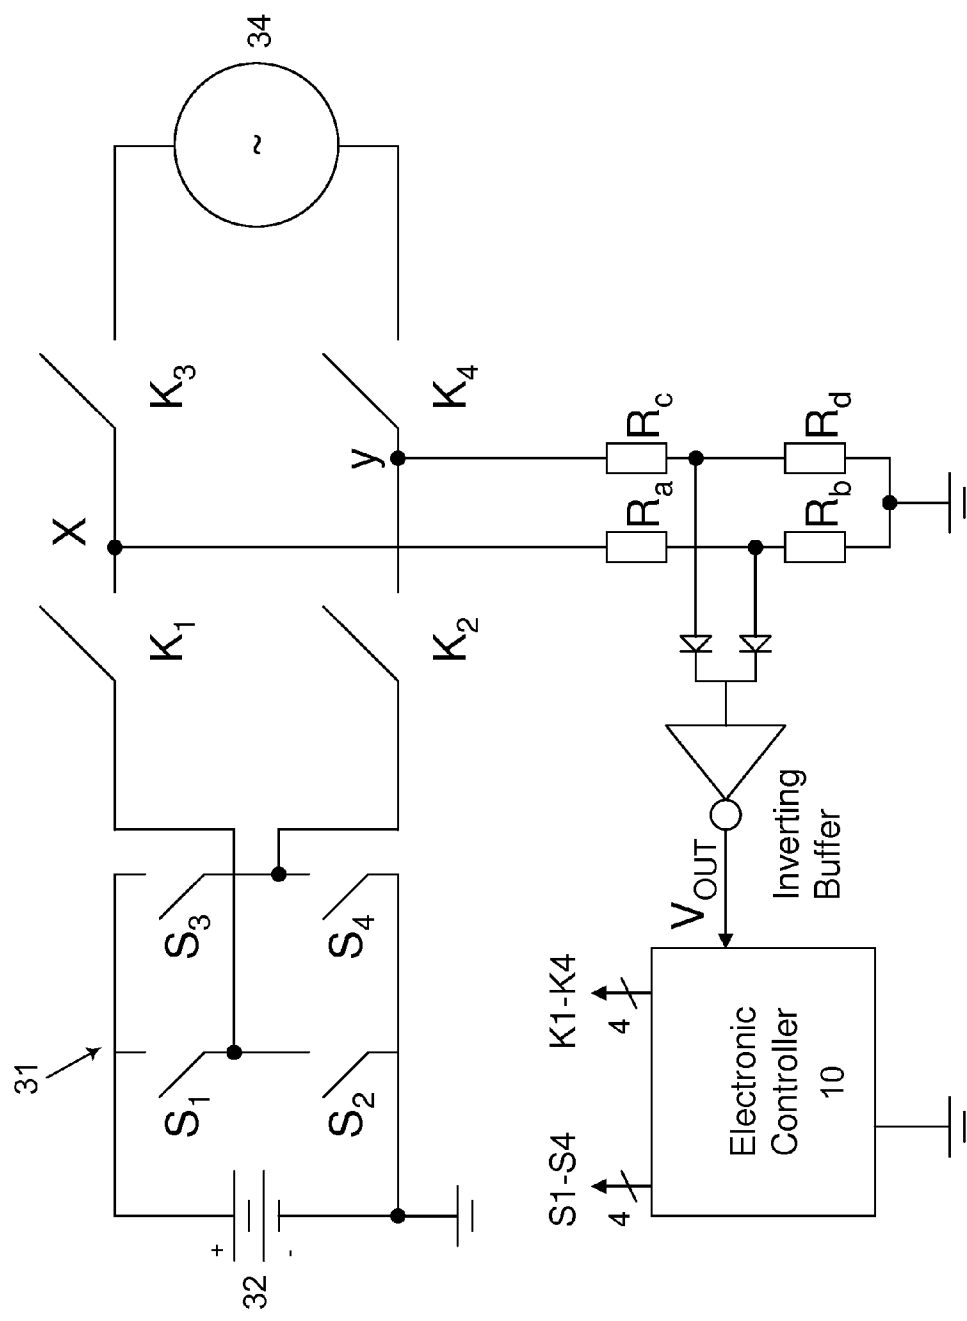 31
32
+
-
S1
S2
S3
S4
K1
K2
X
y
K3
K4
34
~
Ra
Rb
Rc
Rd
S1-S4
4
K1-K4
4
Electronic
Controller
10
VOUT
Inverting
Buffer